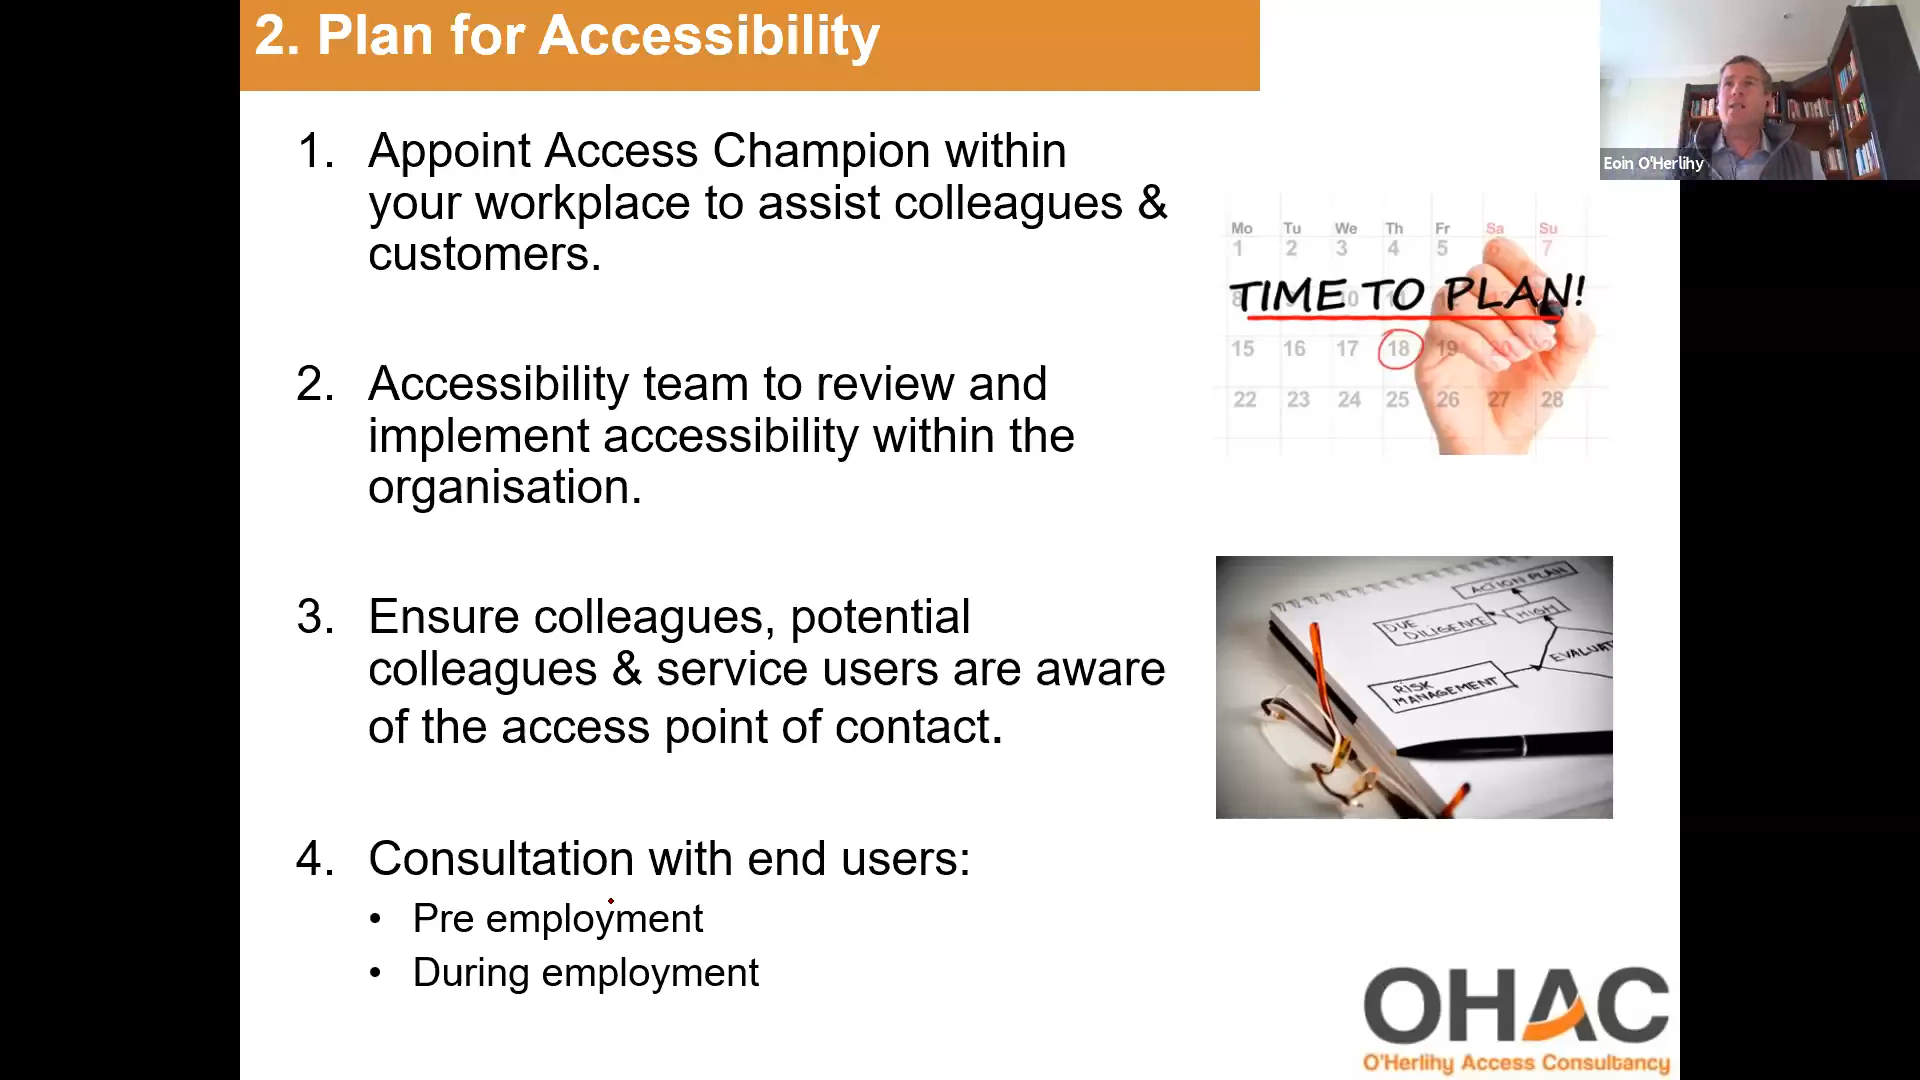 2. Plan for Accessibility
1. Appoint Access Champion within
your workplace to assist colleagues &
customers.
2. Accessibility team to review and
implement accessibility within the
organisation.
3. Ensure colleagues, potential
colleagues & service users are aware
of the access point of contact.
4. Consultation with end users:
• Pre employment
• During employment
Eoin O'Herlihy
Mo Tu We Th Fr Sa Su
1 2 3 4 5 6 7
TIME TO PLAN!
15 16 17 18 19
22 23 24 25 26 27 28
ACTION PLAN
HIGH
DUE
DILIGENCE
RISK
MANAGEMENT
OHAC
O'Herlihy Access Consultancy